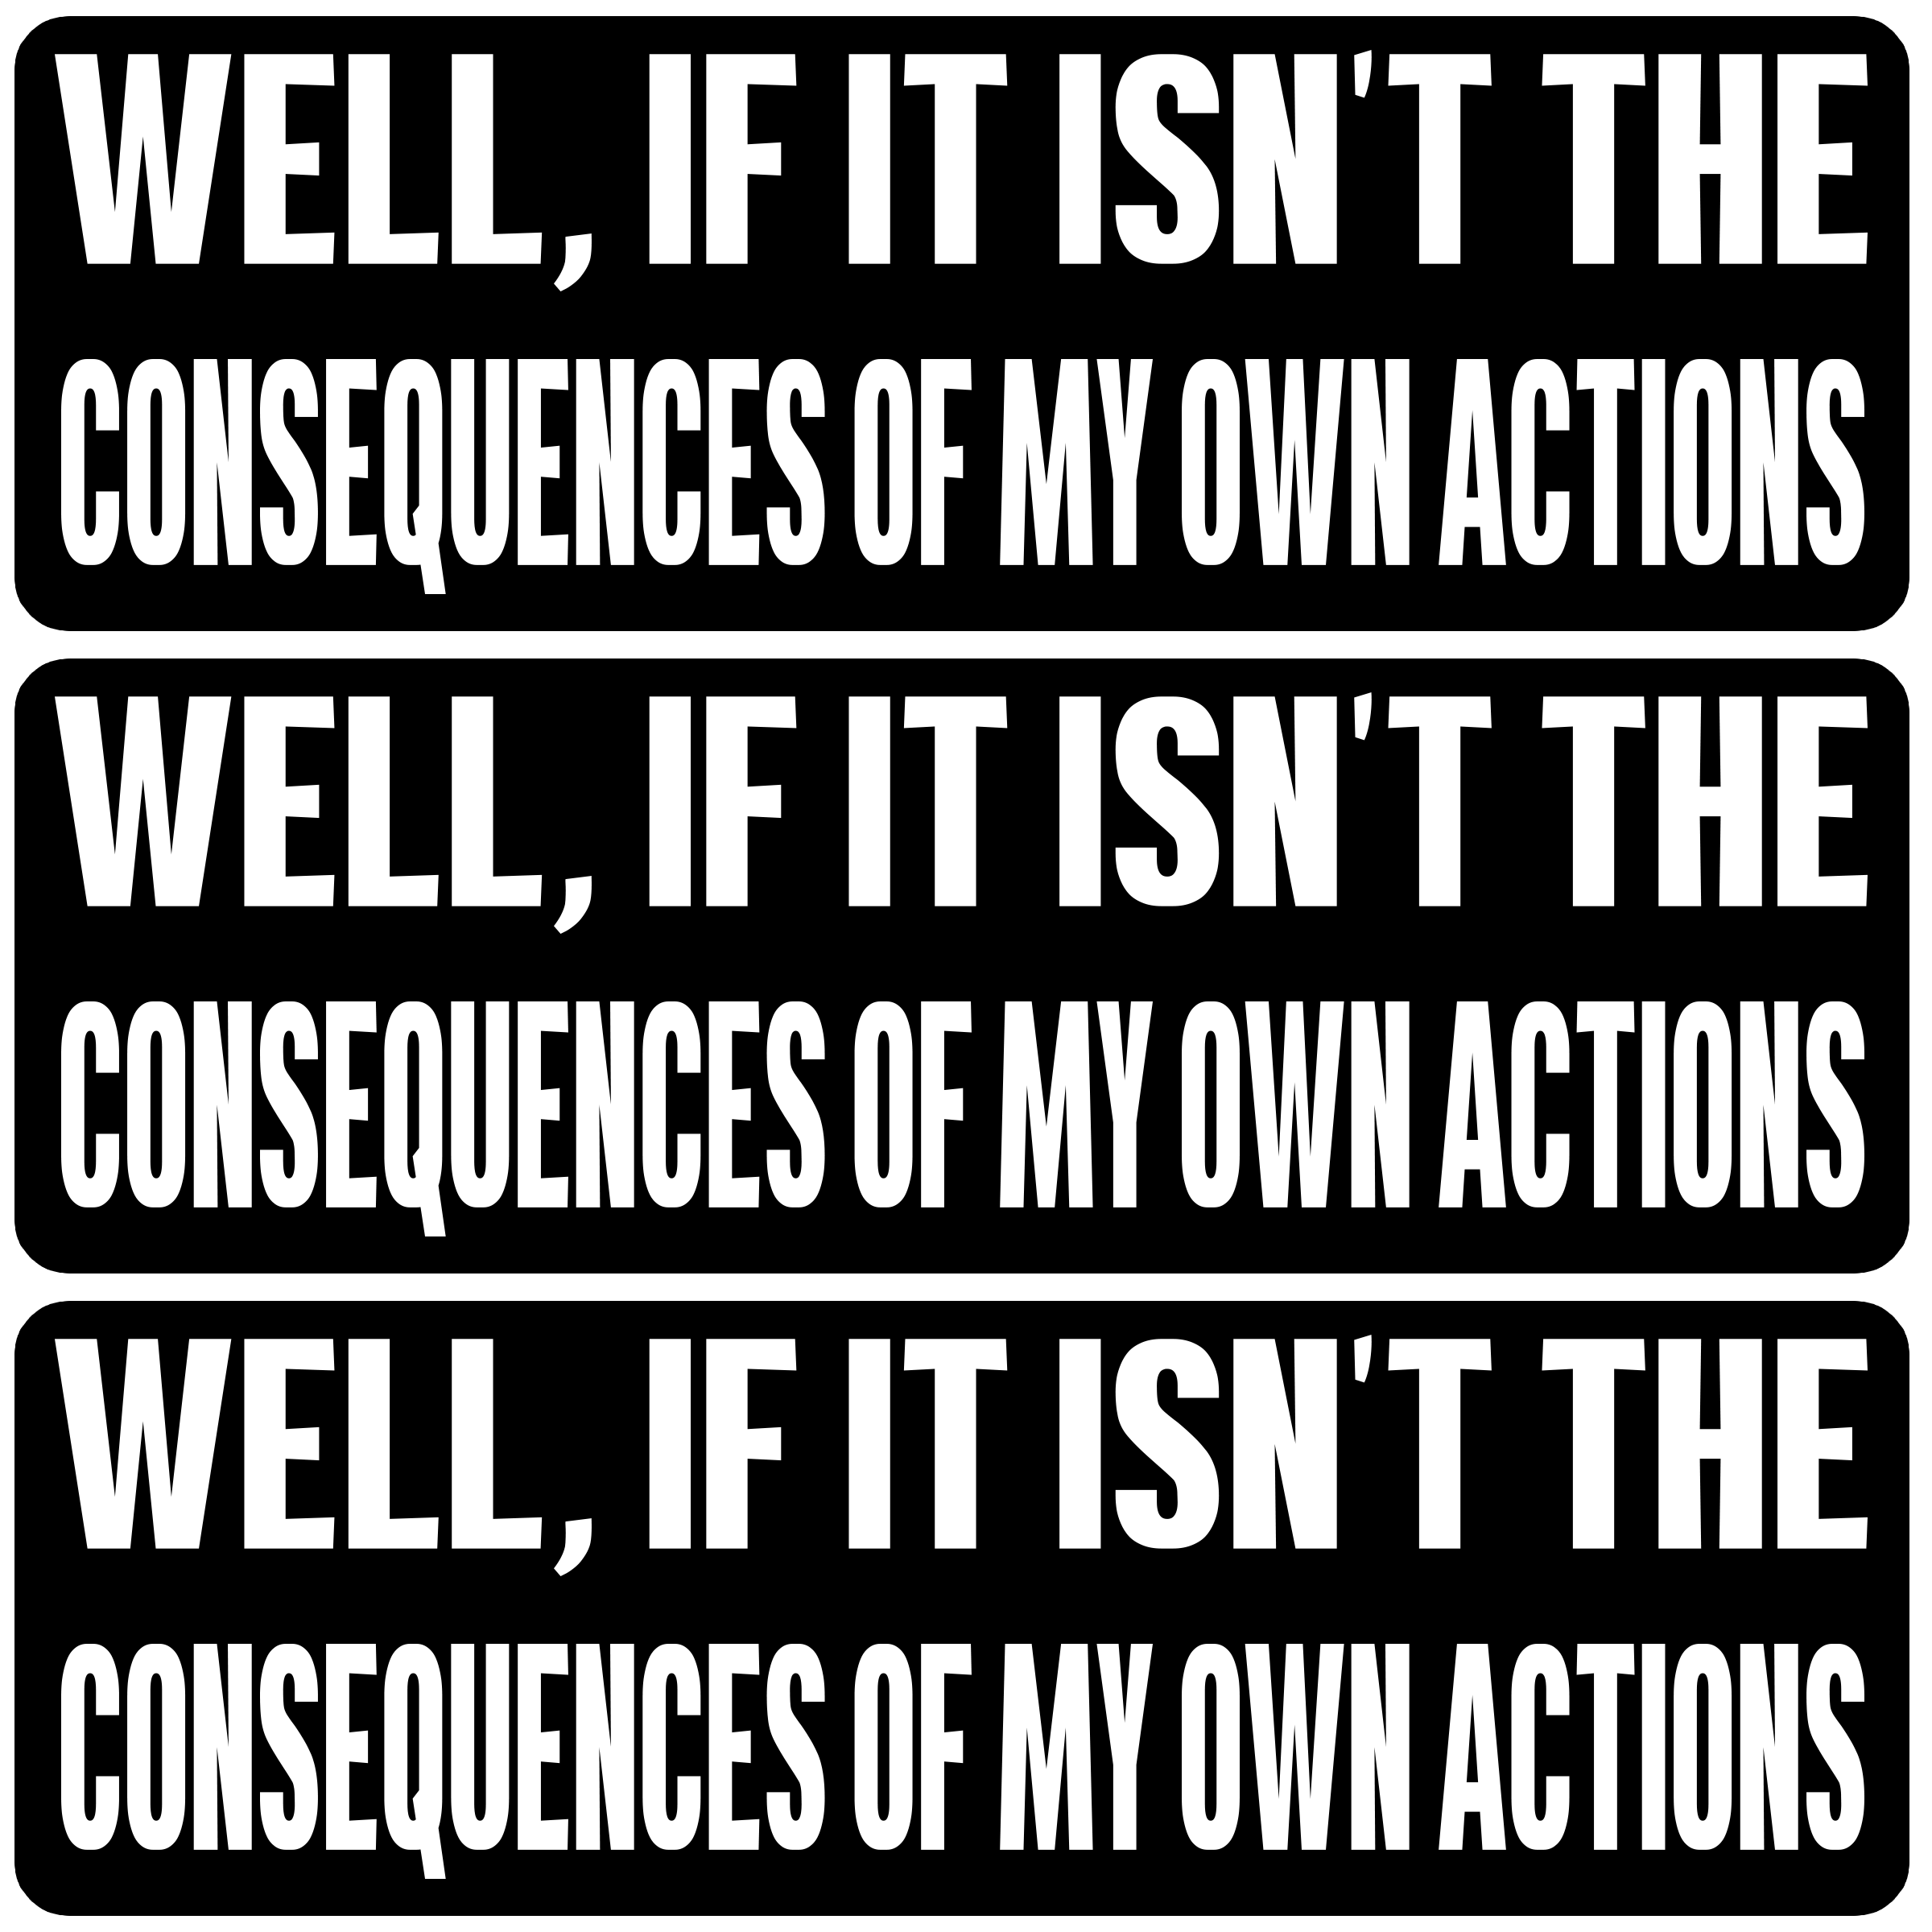 WELL, IF IT ISN'T THE
CONSEQUENCES OF MY OWN ACTIONS
WELL, IF IT ISN'T THE
CONSEQUENCES OF MY OWN ACTIONS
WELL, IF IT ISN'T THE
CONSEQUENCES OF MY OWN ACTIONS